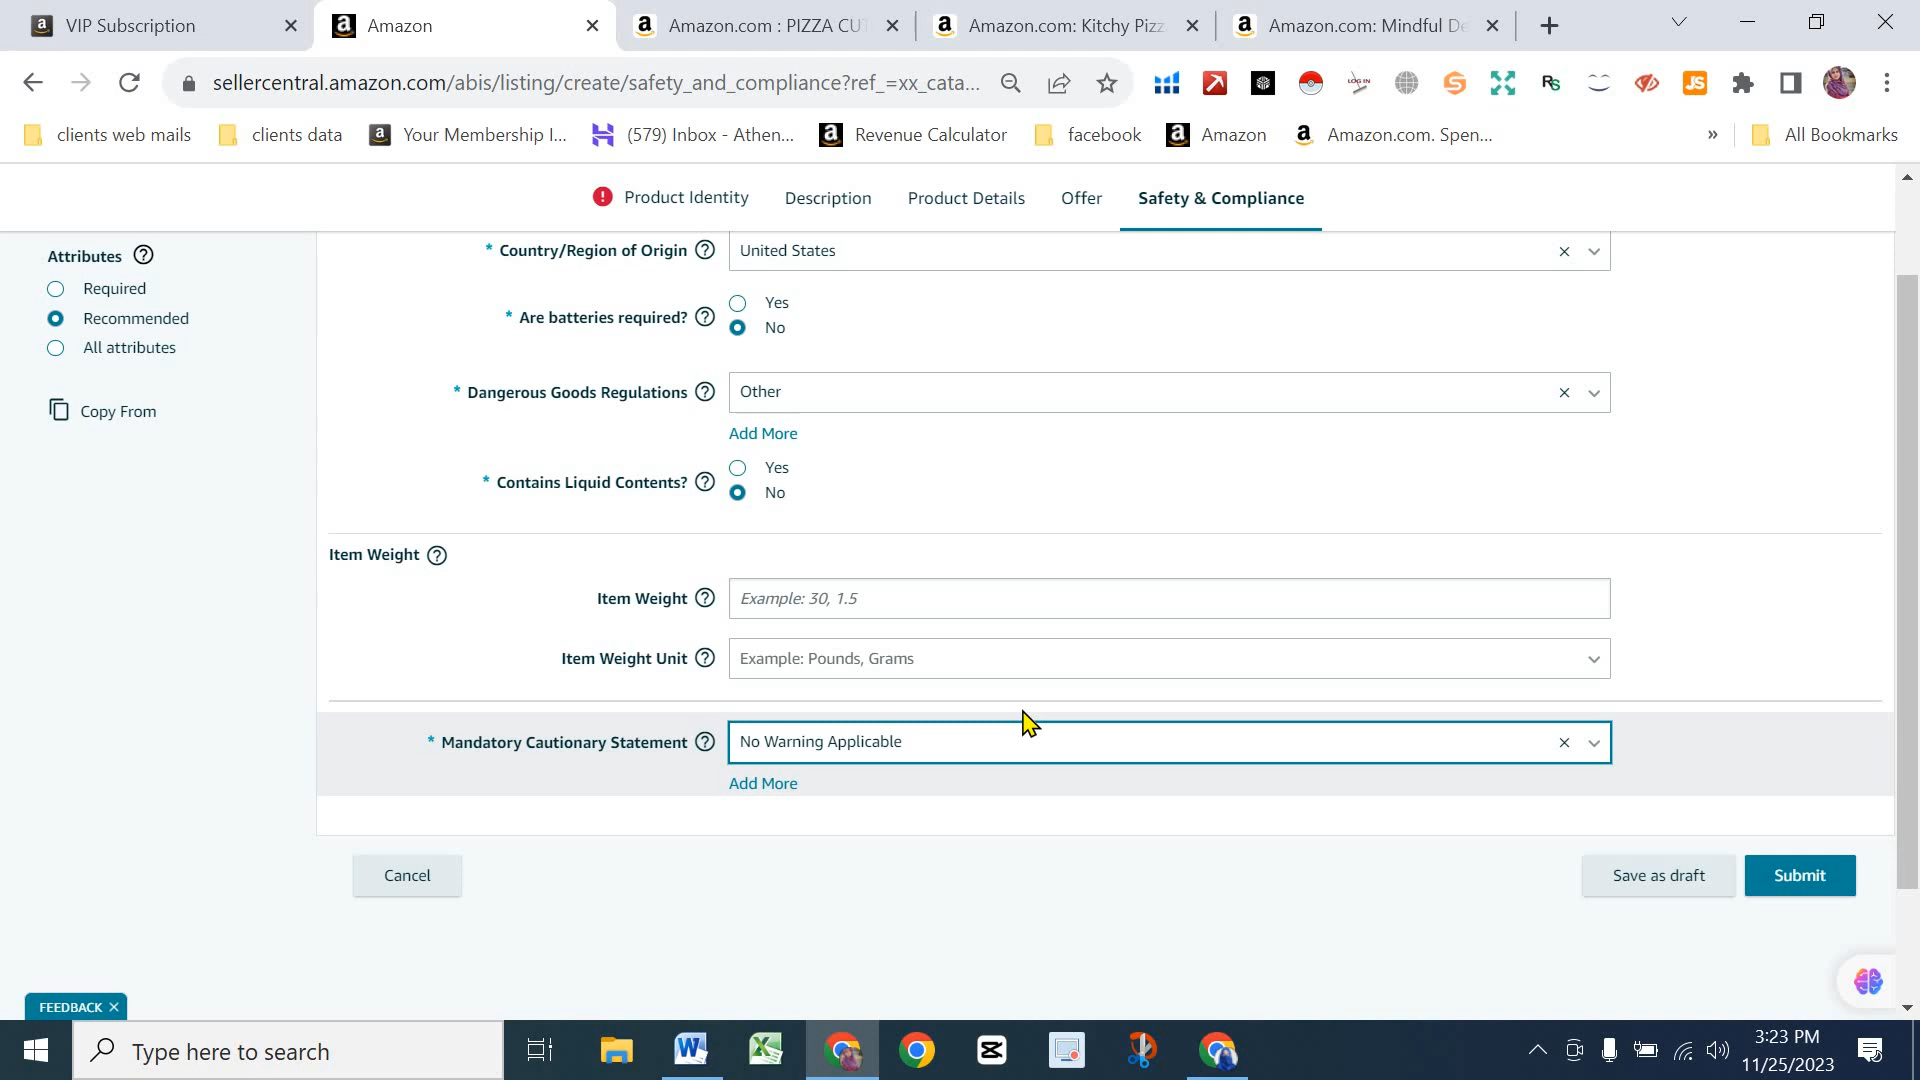 VIP Subscription
Amazon
Amazon.com : PIZZA CUT
Amazon.com: Kitchy Pizz
Amazon.com: Mindful De
sellercentral.amazon.com/abis/listing/create/safety_and_compliance?ref_=xx_cata...
clients web mails
clients data
Your Membership I...
(579) Inbox - Athen...
Revenue Calculator
facebook
Amazon
Amazon.com. Spen...
»
All Bookmarks
Product Identity
Description
Product Details
Offer
Safety & Compliance
Attributes
Required
Recommended
All attributes
Copy From
* Country/Region of Origin
United States
* Are batteries required?
Yes
No
* Dangerous Goods Regulations
Other
Add More
* Contains Liquid Contents?
Yes
No
Item Weight
Item Weight
Example: 30, 1.5
Item Weight Unit
Example: Pounds, Grams
* Mandatory Cautionary Statement
No Warning Applicable
Add More
Cancel
Save as draft
Submit
FEEDBACK
Type here to search
3:23 PM
11/25/2023